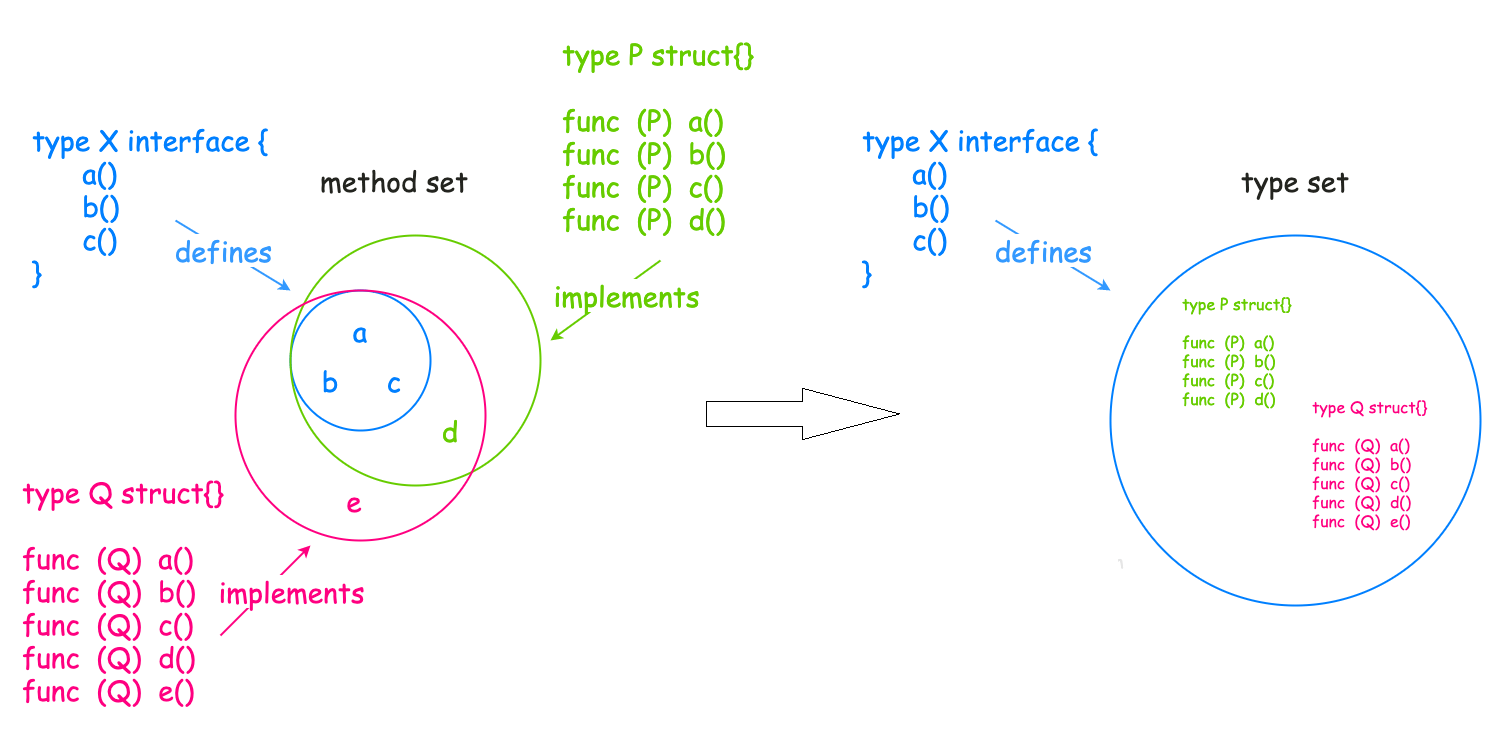 type P struct{}
func (P) a()
func (P) b()
func (P) c()
func (P) d()
implements
type X interface {
a()
b()
c()
}
defines
method set
a
b c
d
e
type Q struct{}
func (Q) a()
func (Q) b()
func (Q) c()
func (Q) d()
func (Q) e()
implements
type X interface {
a()
b()
c()
}
defines
type set
type P struct{}
func (P) a()
func (P) b()
func (P) c()
func (P) d()
type Q struct{}
func (Q) a()
func (Q) b()
func (Q) c()
func (Q) d()
func (Q) e()